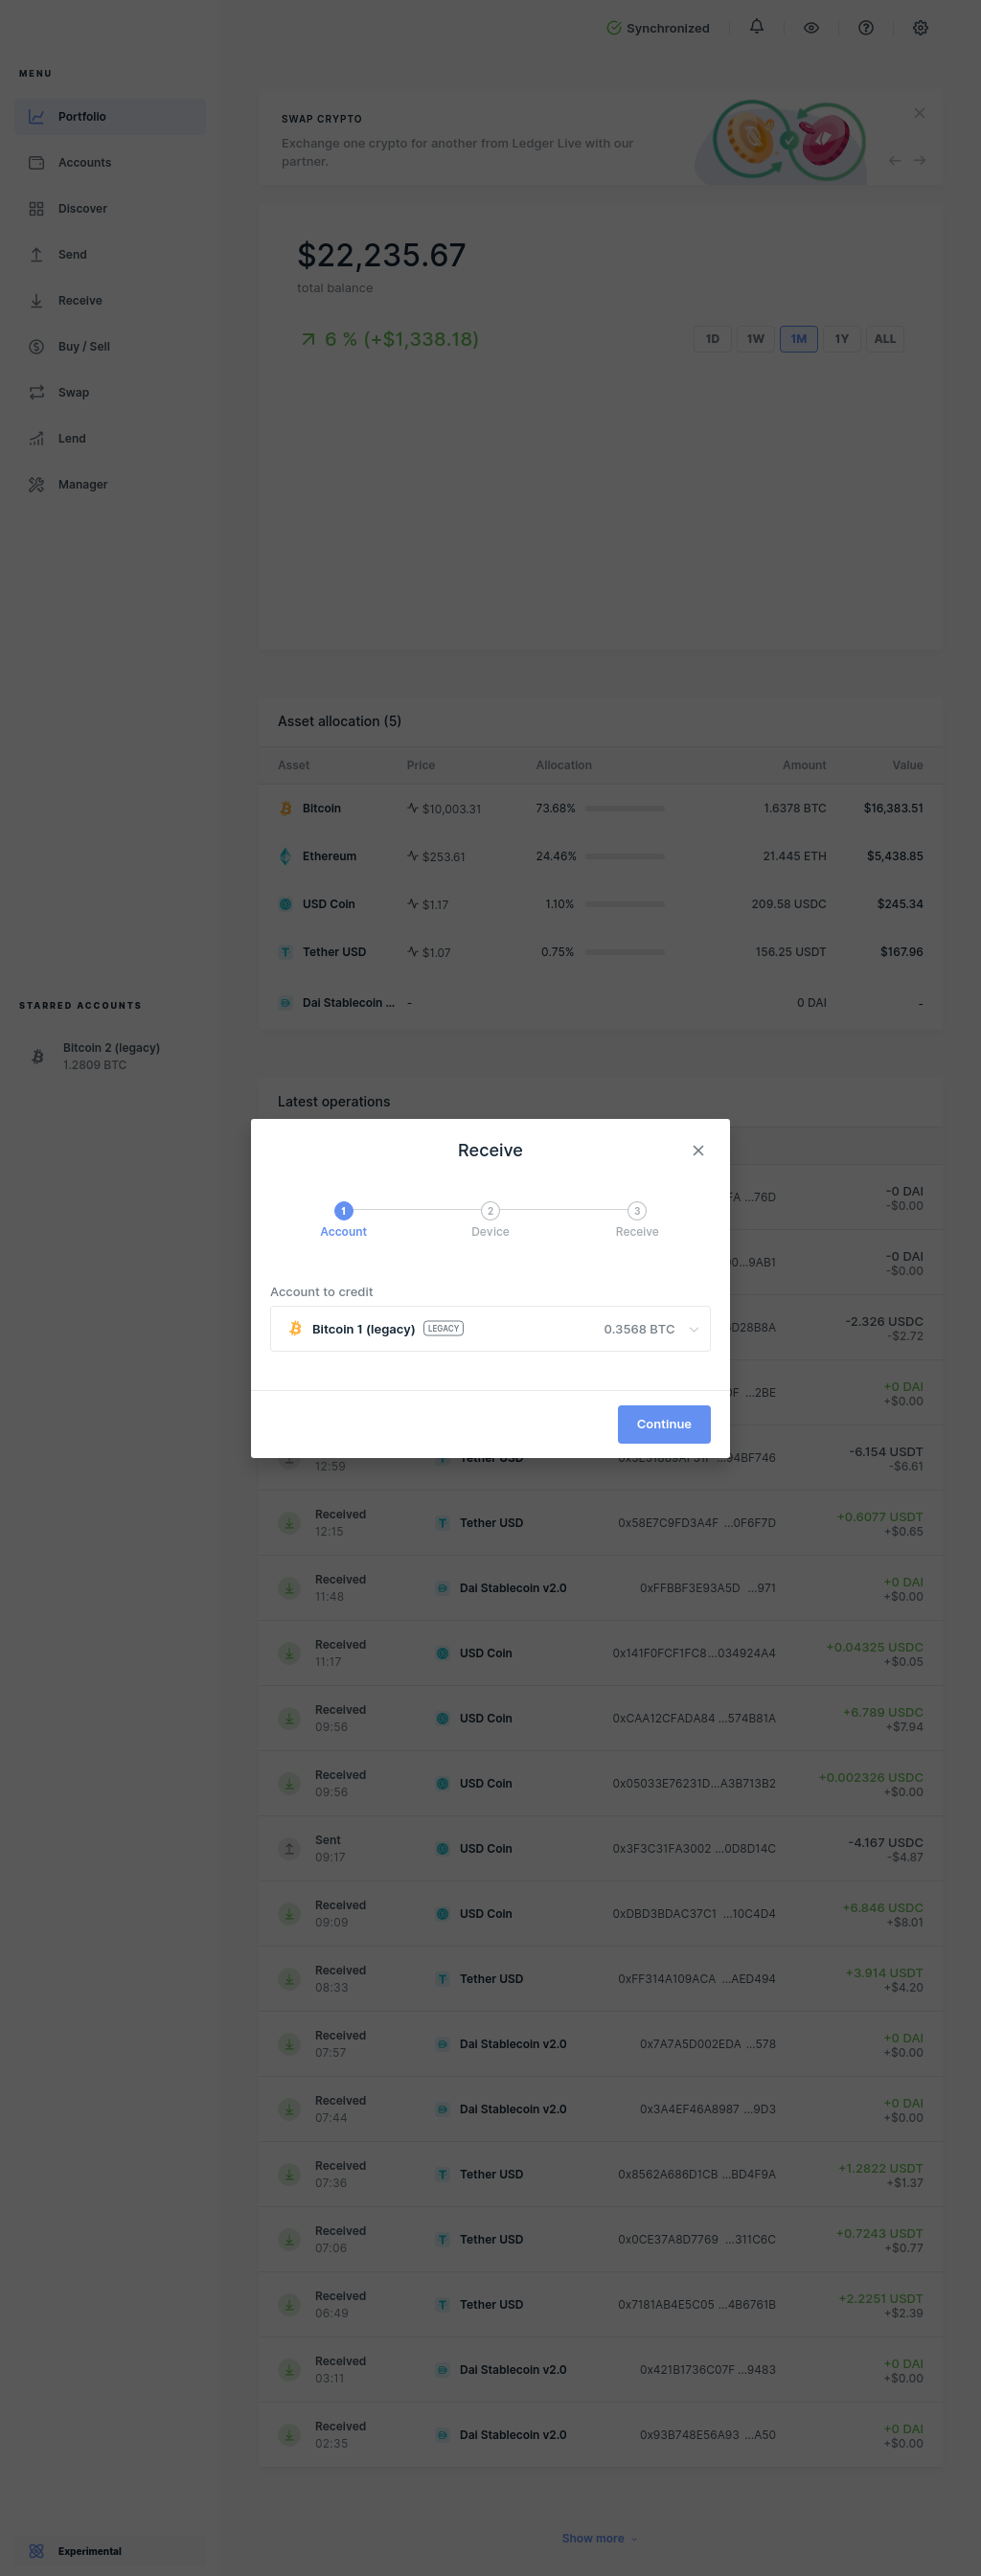 Synchronized
MENU
Portfolio
Accounts
Discover
Send
Receive
Buy / Sell
Swap
Lend
Manager
STARRED ACCOUNTS
Bitcoin 2 (legacy)
1.2809 BTC
Experimental
SWAP CRYPTO
Exchange one crypto for another from Ledger Live with our
partner.
$22,235.67
total balance
6 % (+$1,338.18)
1D 1W 1M 1Y ALL
Asset allocation (5)
Asset Price Allocation Amount Value
Bitcoin $10,003.31 73.68% 1.6378 BTC $16,383.51
Ethereum $253.61 24.46% 21.445 ETH $5,438.85
USD Coin $1.17 1.10% 209.58 USDC $245.34
Tether USD $1.07 0.75% 156.25 USDT $167.96
Dai Stablecoin ... - 0 DAI -
Latest operations
Receive
1 2 3
Account Device Receive
Account to credit
Bitcoin 1 (legacy) LEGACY 0.3568 BTC
Continue
...76D -0 DAI
-$0.00
...9AB1 -0 DAI
-$0.00
D28B8A -2.326 USDC
-$2.72
...2BE +0 DAI
+$0.00
12:59 Tether USD -6.154 USDT
-$6.61
Received
12:15 Tether USD 0x58E7C9FD3A4F ...0F6F7D +0.6077 USDT
+$0.65
Received
11:48 Dai Stablecoin v2.0 0xFFBBF3E93A5D ...971 +0 DAI
+$0.00
Received
11:17 USD Coin 0x141F0FCF1FC8...034924A4 +0.04325 USDC
+$0.05
Received
09:56 USD Coin 0xCAA12CFADA84 ...574B81A +6.789 USDC
+$7.94
Received
09:56 USD Coin 0x05033E76231D...A3B713B2 +0.002326 USDC
+$0.00
Sent
09:17 USD Coin 0x3F3C31FA3002 ...0D8D14C -4.167 USDC
-$4.87
Received
09:09 USD Coin 0xDBD3BDAC37C1 ...10C4D4 +6.846 USDC
+$8.01
Received
08:33 Tether USD 0xFF314A109ACA ...AED494 +3.914 USDT
+$4.20
Received
07:57 Dai Stablecoin v2.0 0x7A7A5D002EDA ...578 +0 DAI
+$0.00
Received
07:44 Dai Stablecoin v2.0 0x3A4EF46A8987 ...9D3 +0 DAI
+$0.00
Received
07:36 Tether USD 0x8562A686D1CB ...BD4F9A +1.2822 USDT
+$1.37
Received
07:06 Tether USD 0x0CE37A8D7769 ...311C6C +0.7243 USDT
+$0.77
Received
06:49 Tether USD 0x7181AB4E5C05 ...4B6761B +2.2251 USDT
+$2.39
Received
03:11 Dai Stablecoin v2.0 0x421B1736C07F ...9483 +0 DAI
+$0.00
Received
02:35 Dai Stablecoin v2.0 0x93B748E56A93 ...A50 +0 DAI
+$0.00
Show more